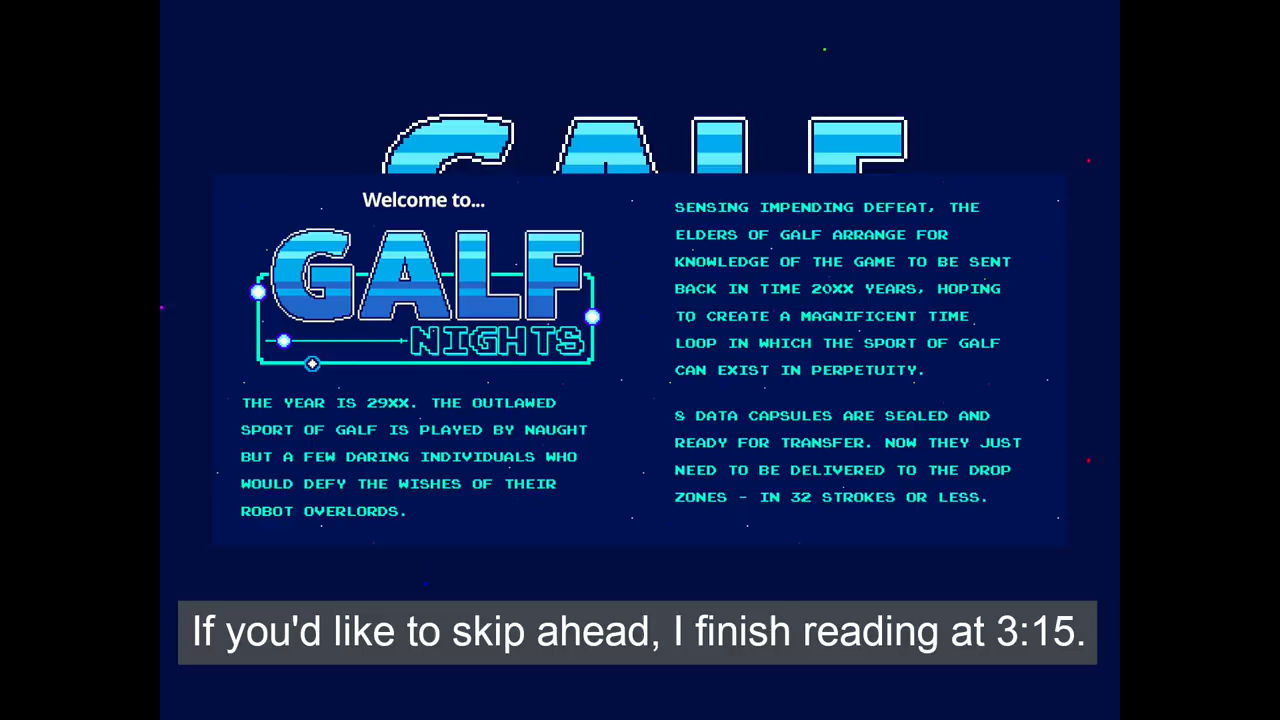 GALF
Welcome to...
GALF
NIGHTS
THE YEAR IS 29XX. THE OUTLAWED
SPORT OF GALF IS PLAYED BY NAUGHT
BUT A FEW DARING INDIVIDUALS WHO
WOULD DEFY THE WISHES OF THEIR
ROBOT OVERLORDS.
SENSING IMPENDING DEFEAT, THE
ELDERS OF GALF ARRANGE FOR
KNOWLEDGE OF THE GAME TO BE SENT
BACK IN TIME 20XX YEARS, HOPING
TO CREATE A MAGNIFICENT TIME
LOOP IN WHICH THE SPORT OF GALF
CAN EXIST IN PERPETUITY.
8 DATA CAPSULES ARE SEALED AND
READY FOR TRANSFER. NOW THEY JUST
NEED TO BE DELIVERED TO THE DROP
ZONES - IN 32 STROKES OR LESS.
If you'd like to skip ahead, I finish reading at 3:15.